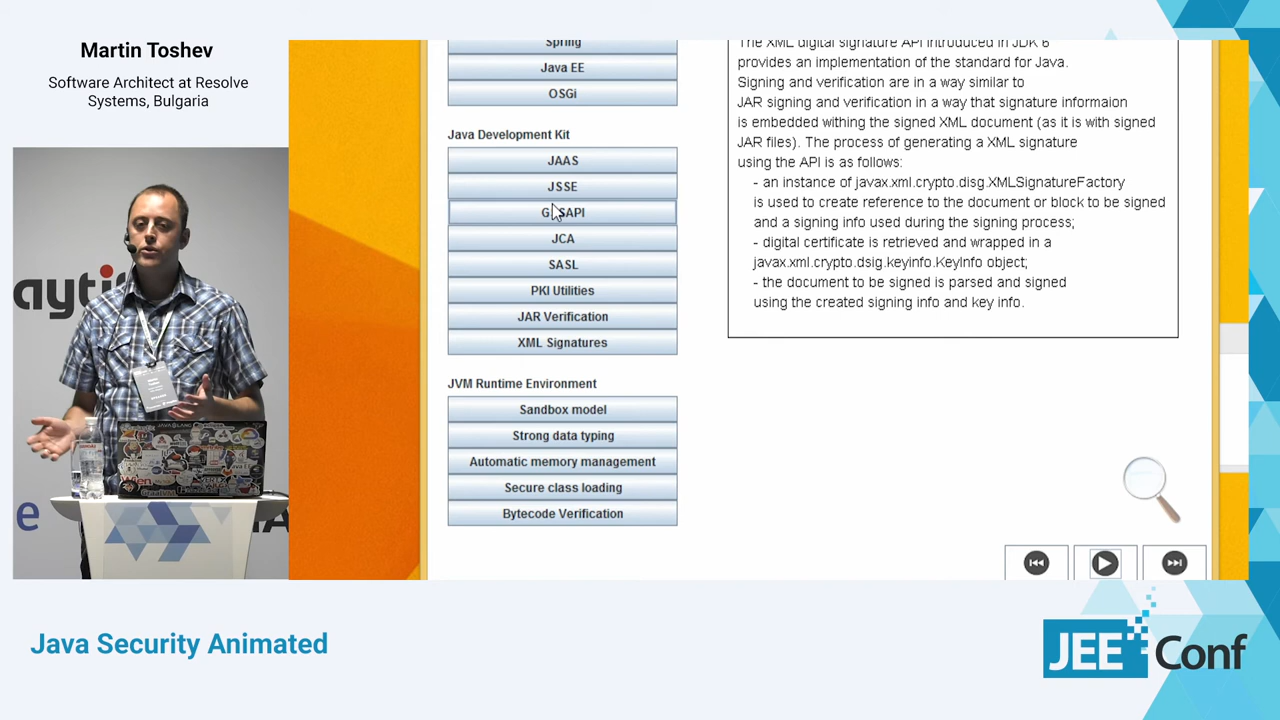 Martin Toshev
Software Architect at Resolve
Systems, Bulgaria
Spring
Java EE
OSGi
Java Development Kit
JAAS
JSSE
JCA
SASL
PKI Utilities
JAR Verification
XML Signatures
JVM Runtime Environment
Sandbox model
Strong data typing
Automatic memory management
Secure class loading
Bytecode Verification
The XML digital signature API introduced in JDK 6
provides an implementation of the standard for Java.
Signing and verification are in a way similar to
JAR signing and verification in a way that signature informaion
is embedded withing the signed XML document (as it is with signed
JAR files). The process of generating a XML signature
using the API is as follows:
- an instance of javax.xml.crypto.disg.XMLSignatureFactory
is used to create reference to the document or block to be signed
and a signing info used during the signing process;
- digital certificate is retrieved and wrapped in a
javax.xml.crypto.dsig.keyinfo.KeyInfo object;
- the document to be signed is parsed and signed
using the created signing info and key info.
Java Security Animated
JEE Conf